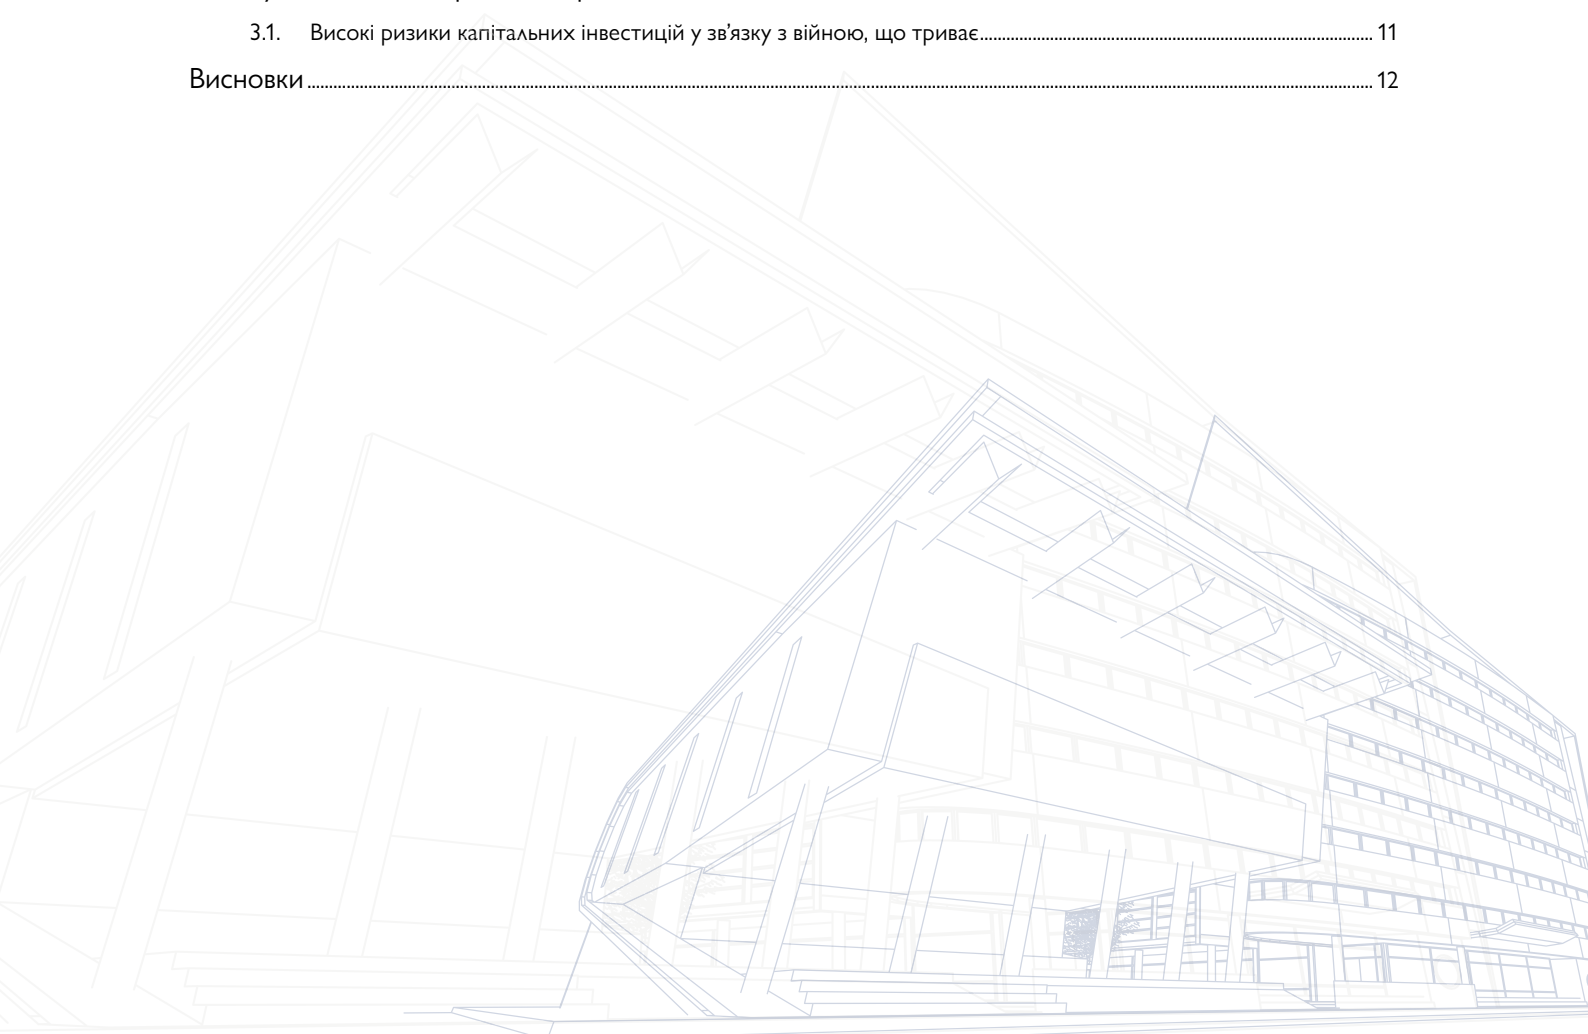 3.1. Високі ризики капітальних інвестицій у зв’язку з війною, що триває 11
Висновки 12